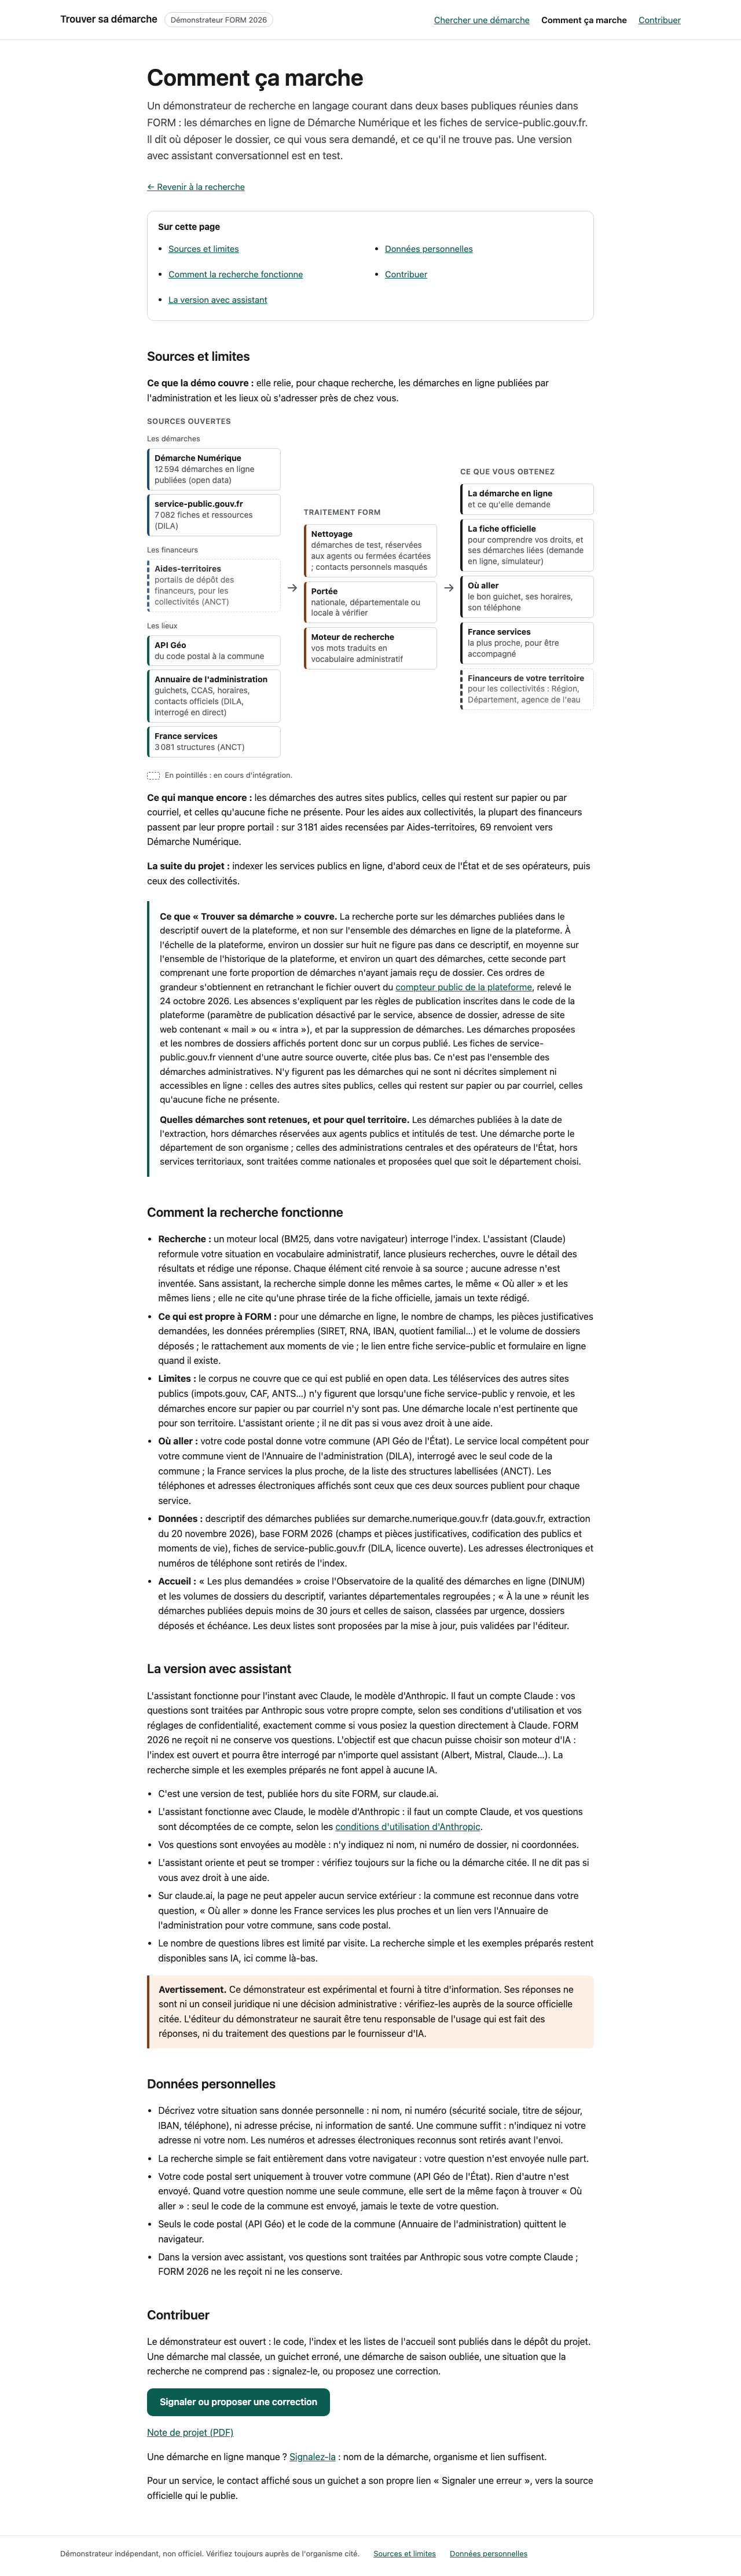 Trouver sa démarche
Démonstrateur FORM 2026
Chercher une démarche
Comment ça marche
Contribuer
Comment ça marche
Un démonstrateur de recherche en langage courant dans deux bases publiques réunies dans
FORM : les démarches en ligne de Démarche Numérique et les fiches de service-public.gouv.fr.
Il dit où déposer le dossier, ce qui vous sera demandé, et ce qu'il ne trouve pas. Une version
avec assistant conversationnel est en test.
← Revenir à la recherche
Sur cette page
• Sources et limites
• Comment la recherche fonctionne
• La version avec assistant
• Données personnelles
• Contribuer
Sources et limites
Ce que la démo couvre : elle relie, pour chaque recherche, les démarches en ligne publiées par
l'administration et les lieux où s'adresser près de chez vous.
SOURCES OUVERTES
Les démarches
Démarche Numérique
12 594 démarches en ligne
publiées (open data)
service-public.gouv.fr
7 082 fiches et ressources
(DILA)
Les financeurs
Aides-territoires
portails de dépôt des
financeurs, pour les
collectivités (ANCT)
Les lieux
API Géo
du code postal à la commune
Annuaire de l'administration
guichets, CCAS, horaires,
contacts officiels (DILA,
interrogé en direct)
France services
3 081 structures (ANCT)
→
TRAITEMENT FORM
Nettoyage
démarches de test, réservées
aux agents ou fermées écartées
; contacts personnels masqués
Portée
nationale, départementale ou
locale à vérifier
Moteur de recherche
vos mots traduits en
vocabulaire administratif
→
CE QUE VOUS OBTENEZ
La démarche en ligne
et ce qu'elle demande
La fiche officielle
pour comprendre vos droits, et
ses démarches liées (demande
en ligne, simulateur)
Où aller
le bon guichet, ses horaires,
son téléphone
France services
la plus proche, pour être
accompagné
Financeurs de votre territoire
pour les collectivités : Région,
Département, agence de l'eau
En pointillés : en cours d'intégration.
Ce qui manque encore : les démarches des autres sites publics, celles qui restent sur papier ou par
courriel, et celles qu'aucune fiche ne présente. Pour les aides aux collectivités, la plupart des financeurs
passent par leur propre portail : sur 3 181 aides recensées par Aides-territoires, 69 renvoient vers
Démarche Numérique.
La suite du projet : indexer les services publics en ligne, d'abord ceux de l'État et de ses opérateurs, puis
ceux des collectivités.
Ce que « Trouver sa démarche » couvre. La recherche porte sur les démarches publiées dans le
descriptif ouvert de la plateforme, et non sur l'ensemble des démarches en ligne de la plateforme. À
l'échelle de la plateforme, environ un dossier sur huit ne figure pas dans ce descriptif, en moyenne sur
l'ensemble de l'historique de la plateforme, et environ un quart des démarches, cette seconde part
comprenant une forte proportion de démarches n'ayant jamais reçu de dossier. Ces ordres de
grandeur s'obtiennent en retranchant le fichier ouvert du compteur public de la plateforme, relevé le
24 octobre 2026. Les absences s'expliquent par les règles de publication inscrites dans le code de la
plateforme (paramètre de publication désactivé par le service, absence de dossier, adresse de site
web contenant « mail » ou « intra »), et par la suppression de démarches. Les démarches proposées
et les nombres de dossiers affichés portent donc sur un corpus publié. Les fiches de service-
public.gouv.fr viennent d'une autre source ouverte, citée plus bas. Ce n'est pas l'ensemble des
démarches administratives. N'y figurent pas les démarches qui ne sont ni décrites simplement ni
accessibles en ligne : celles des autres sites publics, celles qui restent sur papier ou par courriel, celles
qu'aucune fiche ne présente.
Quelles démarches sont retenues, et pour quel territoire. Les démarches publiées à la date de
l'extraction, hors démarches réservées aux agents publics et intitulés de test. Une démarche porte le
département de son organisme ; celles des administrations centrales et des opérateurs de l'État, hors
services territoriaux, sont traitées comme nationales et proposées quel que soit le département choisi.
Comment la recherche fonctionne
• Recherche : un moteur local (BM25, dans votre navigateur) interroge l'index. L'assistant (Claude)
reformule votre situation en vocabulaire administratif, lance plusieurs recherches, ouvre le détail des
résultats et rédige une réponse. Chaque élément cité renvoie à sa source ; aucune adresse n'est
inventée. Sans assistant, la recherche simple donne les mêmes cartes, le même « Où aller » et les
mêmes liens ; elle ne cite qu'une phrase tirée de la fiche officielle, jamais un texte rédigé.
• Ce qui est propre à FORM : pour une démarche en ligne, le nombre de champs, les pièces justificatives
demandées, les données préremplies (SIRET, RNA, IBAN, quotient familial...) et le volume de dossiers
déposés ; le rattachement aux moments de vie ; le lien entre fiche service-public et formulaire en ligne
quand il existe.
• Limites : le corpus ne couvre que ce qui est publié en open data. Les téléservices des autres sites
publics (impots.gouv, CAF, ANTS...) n'y figurent que lorsqu'une fiche service-public y renvoie, et les
démarches encore sur papier ou par courriel n'y sont pas. Une démarche locale n'est pertinente que
pour son territoire. L'assistant oriente ; il ne dit pas si vous avez droit à une aide.
• Où aller : votre code postal donne votre commune (API Géo de l'État). Le service local compétent pour
votre commune vient de l'Annuaire de l'administration (DILA), interrogé avec le seul code de la
commune ; la France services la plus proche, de la liste des structures labellisées (ANCT). Les
téléphones et adresses électroniques affichés sont ceux que ces deux sources publient pour chaque
service.
• Données : descriptif des démarches publiées sur demarche.numerique.gouv.fr (data.gouv.fr, extraction
du 20 novembre 2026), base FORM 2026 (champs et pièces justificatives, codification des publics et
moments de vie), fiches de service-public.gouv.fr (DILA, licence ouverte). Les adresses électroniques et
numéros de téléphone sont retirés de l'index.
• Accueil : « Les plus demandées » croise l'Observatoire de la qualité des démarches en ligne (DINUM)
et les volumes de dossiers du descriptif, variantes départementales regroupées ; « À la une » réunit les
démarches publiées depuis moins de 30 jours et celles de saison, classées par urgence, dossiers
déposés et échéance. Les deux listes sont proposées par la mise à jour, puis validées par l'éditeur.
La version avec assistant
L'assistant fonctionne pour l'instant avec Claude, le modèle d'Anthropic. Il faut un compte Claude : vos
questions sont traitées par Anthropic sous votre propre compte, selon ses conditions d'utilisation et vos
réglages de confidentialité, exactement comme si vous posiez la question directement à Claude. FORM
2026 ne reçoit ni ne conserve vos questions. L'objectif est que chacun puisse choisir son moteur d'IA :
l'index est ouvert et pourra être interrogé par n'importe quel assistant (Albert, Mistral, Claude...). La
recherche simple et les exemples préparés ne font appel à aucune IA.
• C'est une version de test, publiée hors du site FORM, sur claude.ai.
• L'assistant fonctionne avec Claude, le modèle d'Anthropic : il faut un compte Claude, et vos questions
sont décomptées de ce compte, selon les conditions d'utilisation d'Anthropic.
• Vos questions sont envoyées au modèle : n'y indiquez ni nom, ni numéro de dossier, ni coordonnées.
• L'assistant oriente et peut se tromper : vérifiez toujours sur la fiche ou la démarche citée. Il ne dit pas si
vous avez droit à une aide.
• Sur claude.ai, la page ne peut appeler aucun service extérieur : la commune est reconnue dans votre
question, « Où aller » donne les France services les plus proches et un lien vers l'Annuaire de
l'administration pour votre commune, sans code postal.
• Le nombre de questions libres est limité par visite. La recherche simple et les exemples préparés restent
disponibles sans IA, ici comme là-bas.
Avertissement. Ce démonstrateur est expérimental et fourni à titre d'information. Ses réponses ne
sont ni un conseil juridique ni une décision administrative : vérifiez-les auprès de la source officielle
citée. L'éditeur du démonstrateur ne saurait être tenu responsable de l'usage qui est fait des
réponses, ni du traitement des questions par le fournisseur d'IA.
Données personnelles
• Décrivez votre situation sans donnée personnelle : ni nom, ni numéro (sécurité sociale, titre de séjour,
IBAN, téléphone), ni adresse précise, ni information de santé. Une commune suffit : n'indiquez ni votre
adresse ni votre nom. Les numéros et adresses électroniques reconnus sont retirés avant l'envoi.
• La recherche simple se fait entièrement dans votre navigateur : votre question n'est envoyée nulle part.
• Votre code postal sert uniquement à trouver votre commune (API Géo de l'État). Rien d'autre n'est
envoyé. Quand votre question nomme une seule commune, elle sert de la même façon à trouver « Où
aller » : seul le code de la commune est envoyé, jamais le texte de votre question.
• Seuls le code postal (API Géo) et le code de la commune (Annuaire de l'administration) quittent le
navigateur.
• Dans la version avec assistant, vos questions sont traitées par Anthropic sous votre compte Claude ;
FORM 2026 ne les reçoit ni ne les conserve.
Contribuer
Le démonstrateur est ouvert : le code, l'index et les listes de l'accueil sont publiés dans le dépôt du projet.
Une démarche mal classée, un guichet erroné, une démarche de saison oubliée, une situation que la
recherche ne comprend pas : signalez-le, ou proposez une correction.
Signaler ou proposer une correction
Note de projet (PDF)
Une démarche en ligne manque ? Signalez-la : nom de la démarche, organisme et lien suffisent.
Pour un service, le contact affiché sous un guichet a son propre lien « Signaler une erreur », vers la source
officielle qui le publie.
Démonstrateur indépendant, non officiel. Vérifiez toujours auprès de l'organisme cité.
Sources et limites
Données personnelles